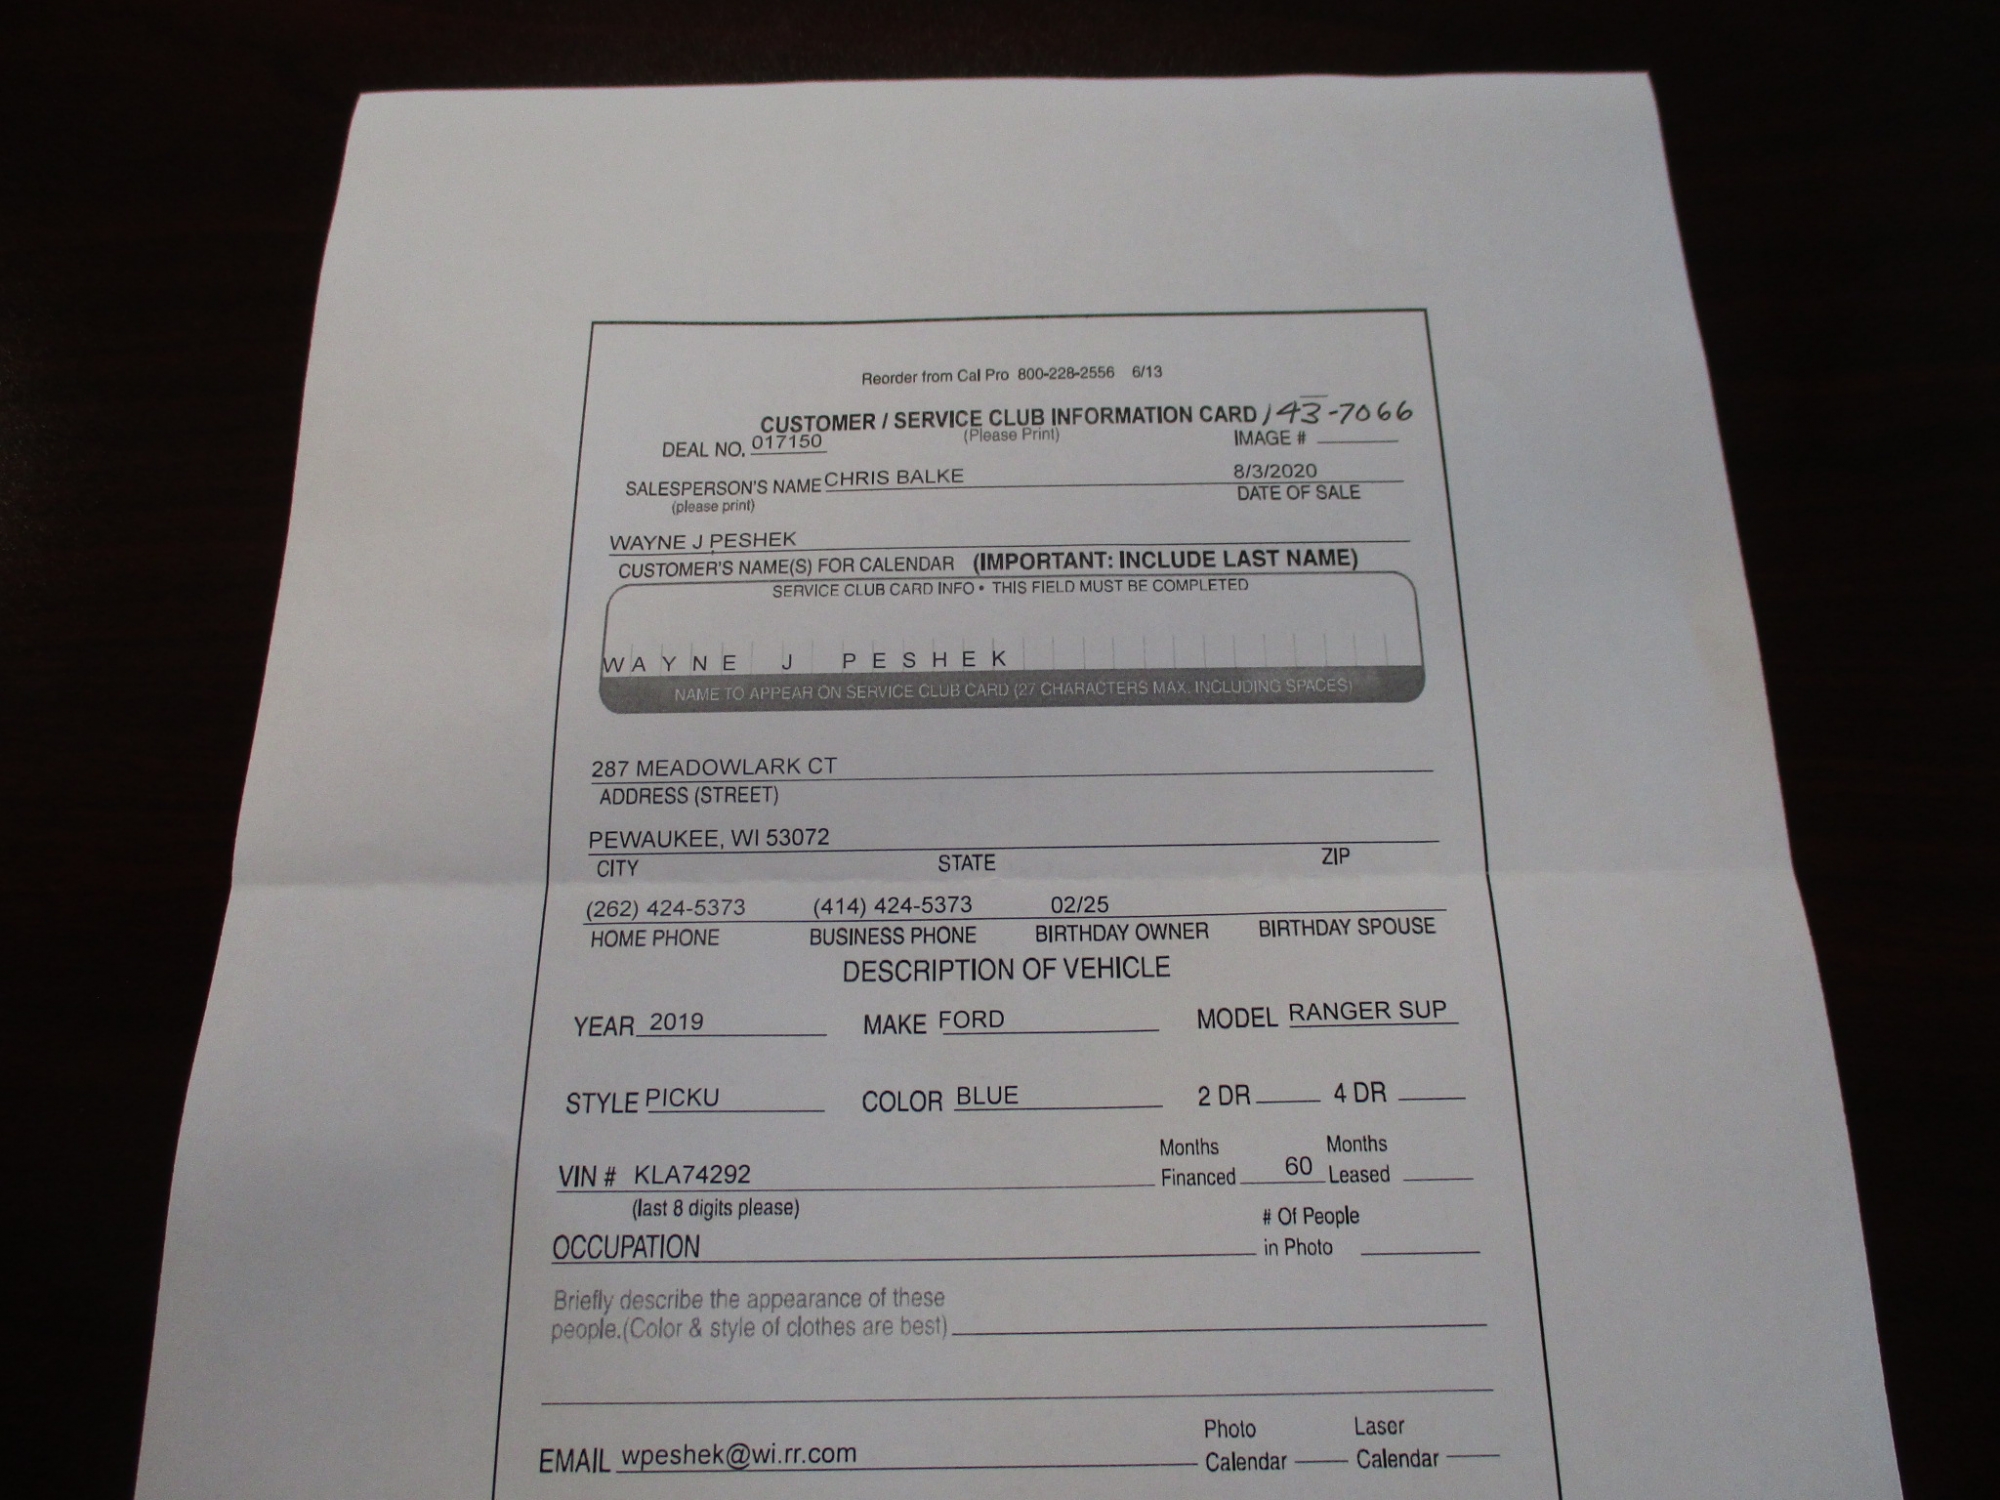 Reorder from Cal Pro 800-228-2556 6/13
CUSTOMER / SERVICE CLUB INFORMATION CARD 143-7066
DEAL NO. 017150 (Please Print) IMAGE #
SALESPERSON'S NAME CHRIS BALKE 8/3/2020
(please print) DATE OF SALE
WAYNE J PESHEK
CUSTOMER'S NAME(S) FOR CALENDAR (IMPORTANT: INCLUDE LAST NAME)
SERVICE CLUB CARD INFO • THIS FIELD MUST BE COMPLETED
WAYNE J PESHEK
NAME TO APPEAR ON SERVICE CLUB CARD (27 CHARACTERS MAX. INCLUDING SPACES)
287 MEADOWLARK CT
ADDRESS (STREET)
PEWAUKEE, WI 53072
CITY STATE ZIP
(262) 424-5373 (414) 424-5373 02/25
HOME PHONE BUSINESS PHONE BIRTHDAY OWNER BIRTHDAY SPOUSE
DESCRIPTION OF VEHICLE
YEAR 2019 MAKE FORD MODEL RANGER SUP
STYLE PICKU COLOR BLUE 2 DR 4 DR
Months Months
VIN # KLA74292 Financed 60 Leased
(last 8 digits please) # Of People
OCCUPATION in Photo
Briefly describe the appearance of these
people.(Color & style of clothes are best)
Photo Laser
EMAIL wpeshek@wi.rr.com Calendar Calendar